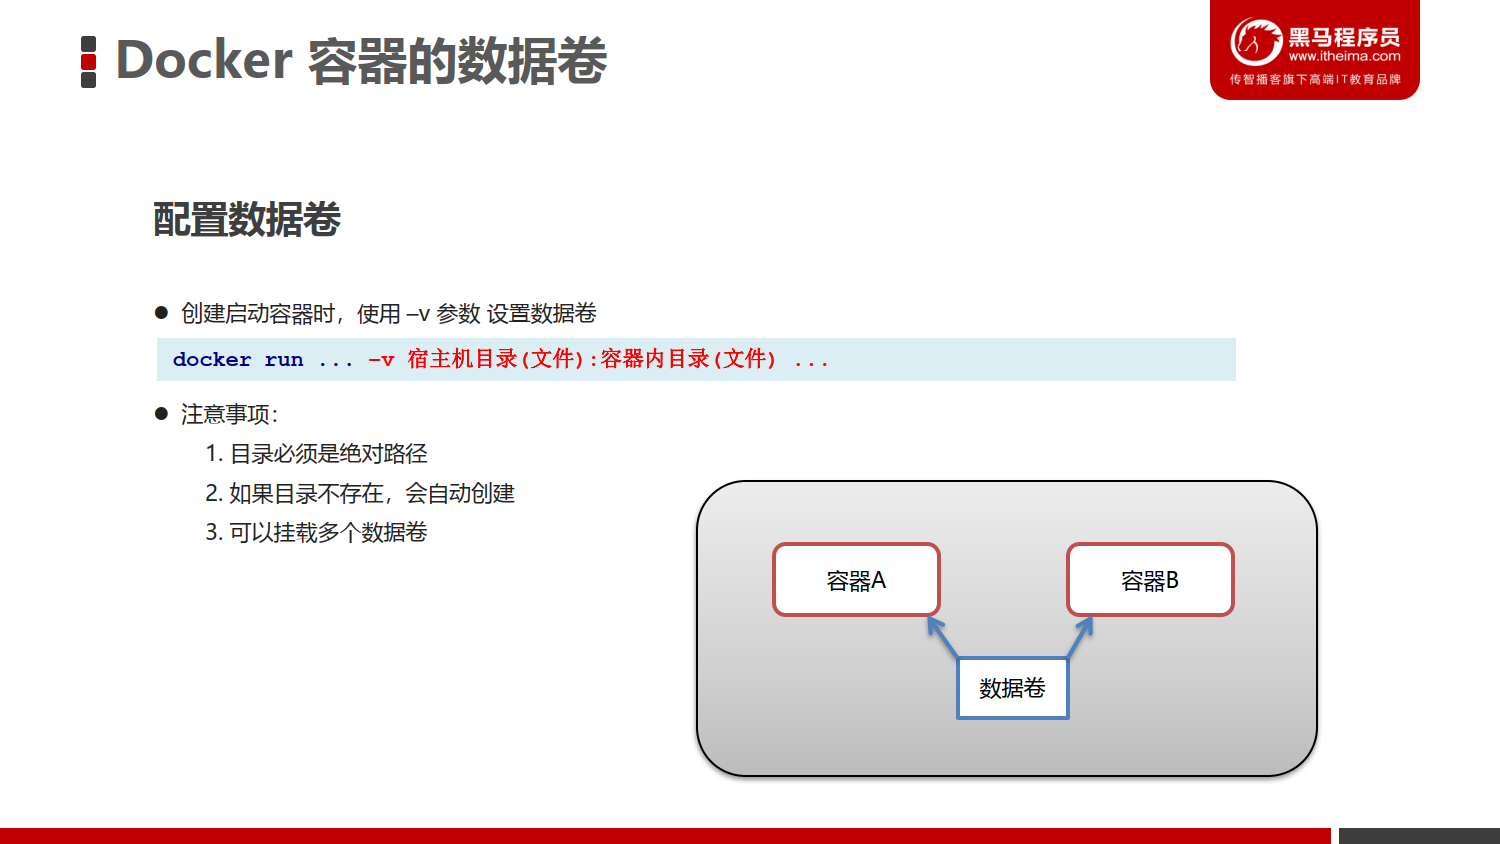 Docker 容器的数据卷
黑马程序员
www.itheima.com
传智播客旗下高端IT教育品牌
配置数据卷
● 创建启动容器时，使用 –v 参数 设置数据卷
docker run ... –v 宿主机目录(文件):容器内目录(文件) ...
● 注意事项：
1. 目录必须是绝对路径
2. 如果目录不存在，会自动创建
3. 可以挂载多个数据卷
容器A
容器B
数据卷